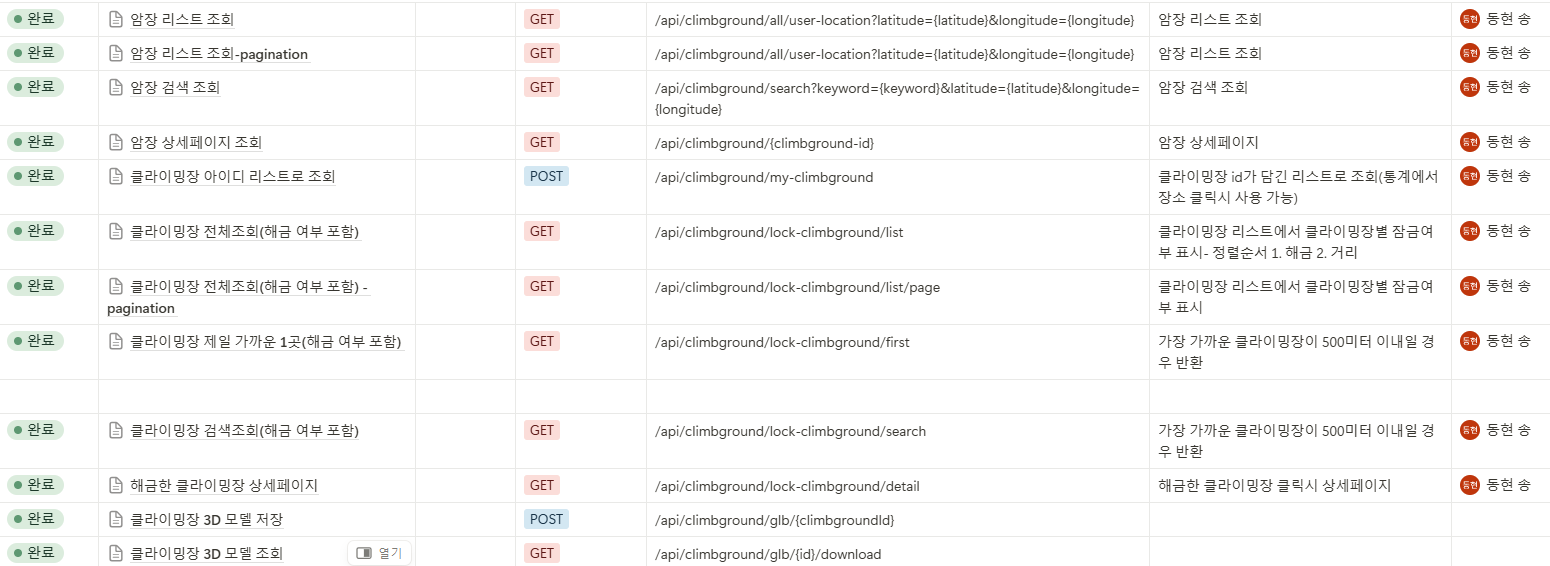 완료 암장 리스트 조회 GET /api/climbground/all/user-location?latitude={latitude}&longitude={longitude} 암장 리스트 조회 동현 동현 송
완료 암장 리스트 조회-pagination GET /api/climbground/all/user-location?latitude={latitude}&longitude={longitude} 암장 리스트 조회 동현 동현 송
완료 암장 검색 조회 GET /api/climbground/search?keyword={keyword}&latitude={latitude}&longitude= 암장 검색 조회 동현 동현 송
{longitude}
완료 암장 상세페이지 조회 GET /api/climbground/{climbground-id} 암장 상세페이지 동현 동현 송
완료 클라이밍장 아이디 리스트로 조회 POST /api/climbground/my-climbground 클라이밍장 id가 담긴 리스트로 조회(통계에서 동현 동현 송
장소 클릭시 사용 가능)
완료 클라이밍장 전체조회(해금 여부 포함) GET /api/climbground/lock-climbground/list 클라이밍장 리스트에서 클라이밍장별 잠금여 동현 동현 송
부 표시- 정렬순서 1. 해금 2. 거리
완료 클라이밍장 전체조회(해금 여부 포함) - GET /api/climbground/lock-climbground/list/page 클라이밍장 리스트에서 클라이밍장별 잠금여 동현 동현 송
pagination 부 표시
완료 클라이밍장 제일 가까운 1곳(해금 여부 포함) GET /api/climbground/lock-climbground/first 가장 가까운 클라이밍장이 500미터 이내일 경 동현 동현 송
우 반환
완료 클라이밍장 검색조회(해금 여부 포함) GET /api/climbground/lock-climbground/search 가장 가까운 클라이밍장이 500미터 이내일 경 동현 동현 송
우 반환
완료 해금한 클라이밍장 상세페이지 GET /api/climbground/lock-climbground/detail 해금한 클라이밍장 클릭시 상세페이지 동현 동현 송
완료 클라이밍장 3D 모델 저장 POST /api/climbground/glb/{climbgroundId}
완료 클라이밍장 3D 모델 조회 열기 GET /api/climbground/glb/{id}/download